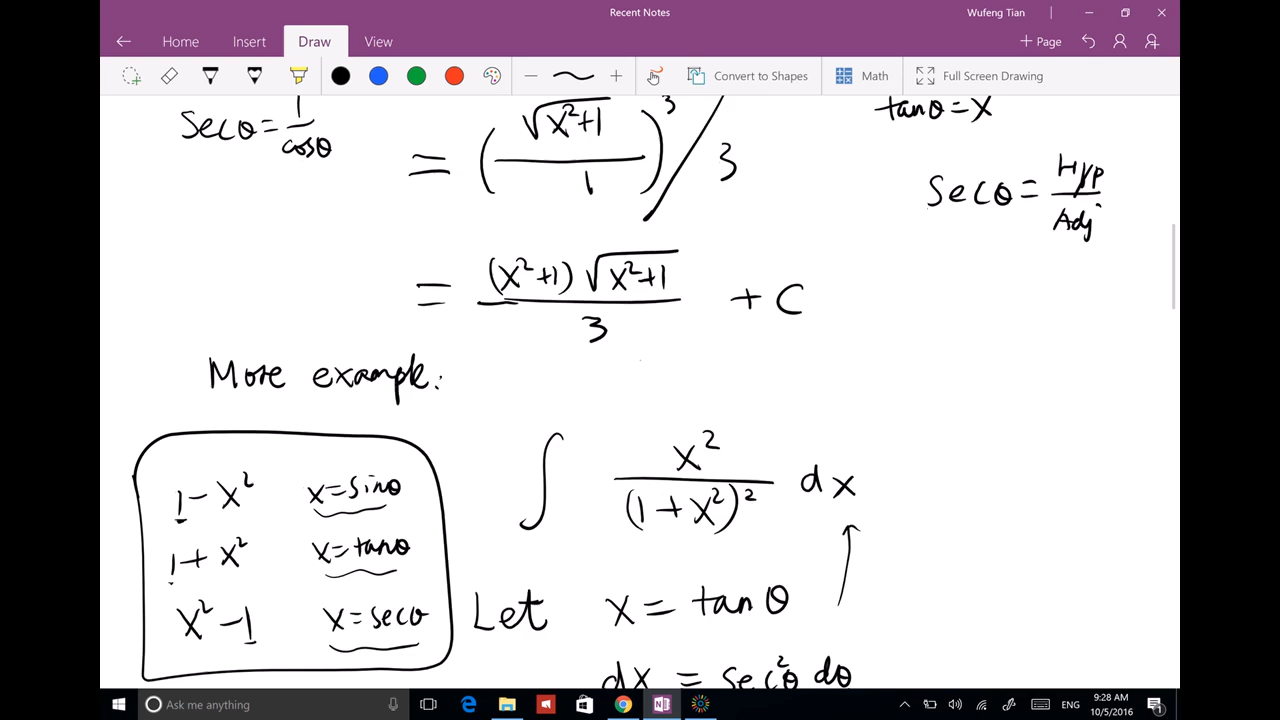 Recent Notes
Wufeng Tian
Home Insert Draw View
+ Page
Convert to Shapes Math Full Screen Drawing
secθ = 1/cosθ
= (√(x²+1)/1)³ / 3
tanθ = x
secθ = Hyp/Adj
= (x²+1)√(x²+1)/3 + C
More example:
1 - x² x = sinθ
1 + x² x = tanθ
x² - 1 x = secθ
∫ x²/(1+x²)² dx
Let x = tanθ
dx = sec²θ dθ
Ask me anything
ENG
9:28 AM
10/5/2016
1